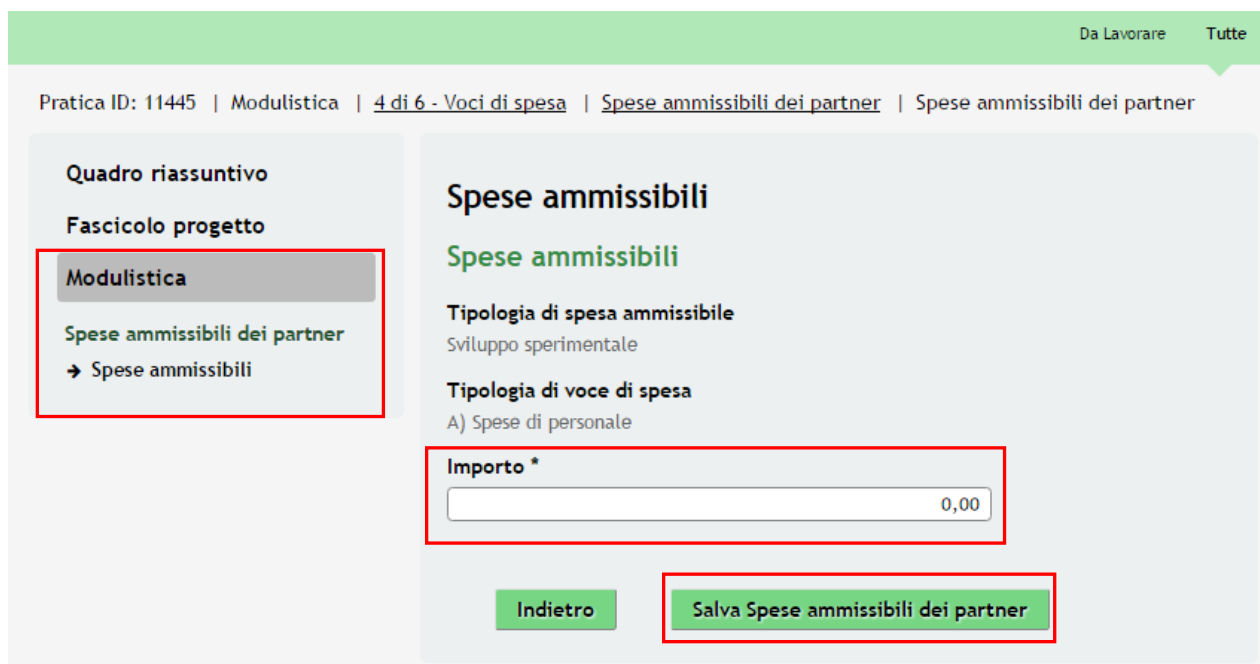 Da Lavorare Tutte
Pratica ID: 11445 | Modulistica | 4 di 6 - Voci di spesa | Spese ammissibili dei partner | Spese ammissibili dei partner
Quadro riassuntivo
Fascicolo progetto
Modulistica
Spese ammissibili dei partner
→ Spese ammissibili
Spese ammissibili
Spese ammissibili
Tipologia di spesa ammissibile
Sviluppo sperimentale
Tipologia di voce di spesa
A) Spese di personale
Importo *
0,00
Indietro Salva Spese ammissibili dei partner